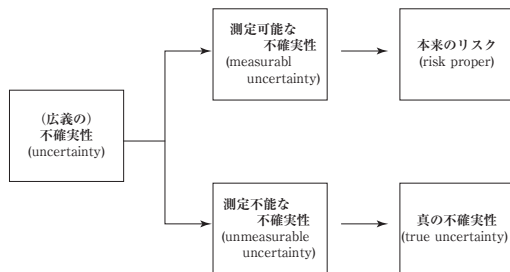 (広義の)
不確実性
(uncertainty)
測定可能な
不確実性
(measurabl
uncertainty)
本来のリスク
(risk proper)
測定不能な
不確実性
(unmeasurable
uncertainty)
真の不確実性
(true uncertainty)